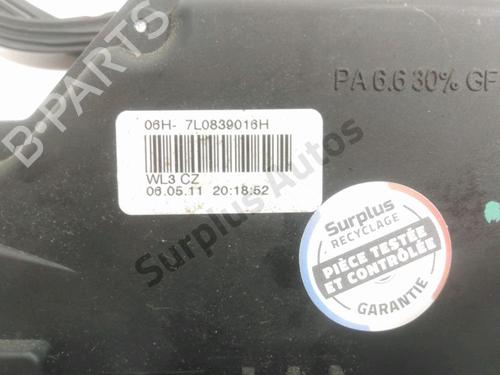 PA 6.6 30% GF
06H- 7L0839016H
WL3 CZ
06.05.11 20:18:52
Surplus Autos
Surplus
RECYCLAGE
PIÈCE TESTÉE
ET CONTRÔLÉE
GARANTIE